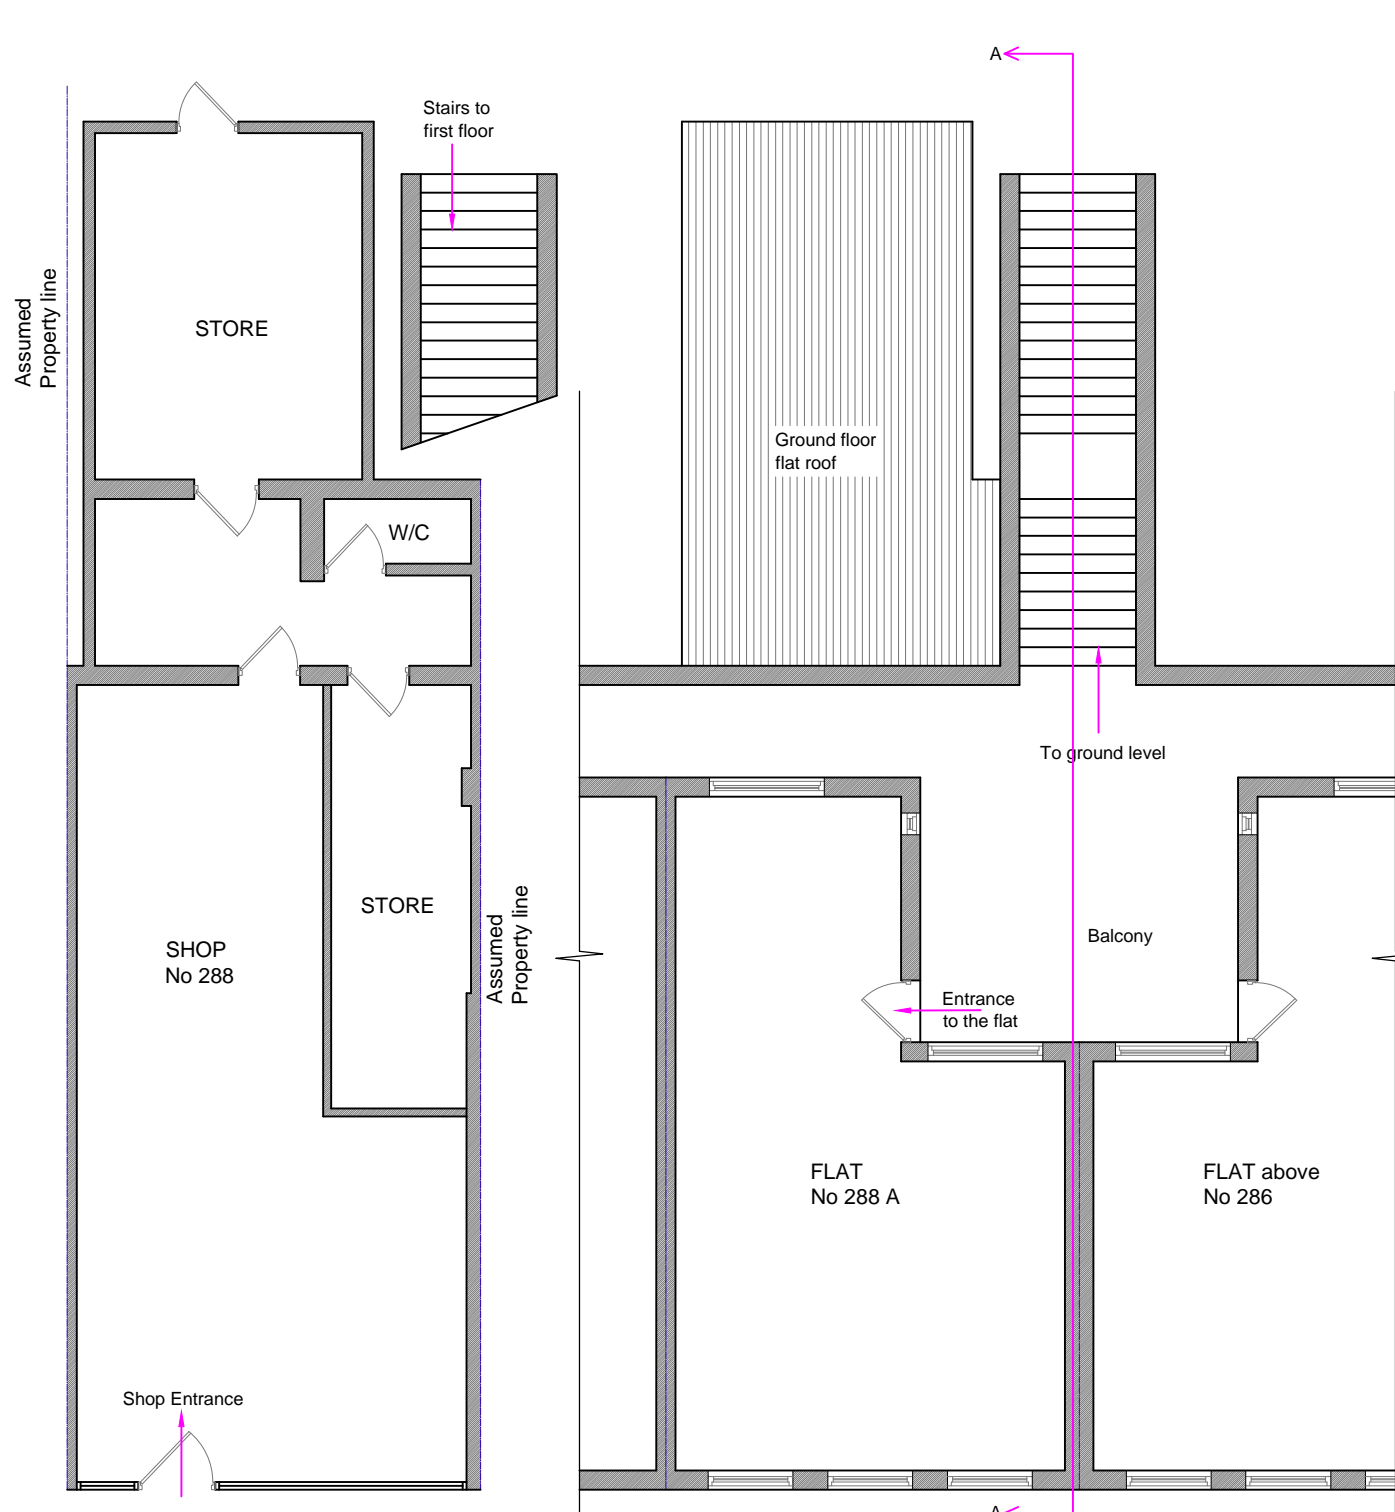 A
Stairs to
first floor
Assumed
Property line
STORE
Ground floor
flat roof
W/C
To ground level
STORE
Assumed
Property line
SHOP
No 288
Balcony
Entrance
to the flat
FLAT
No 288 A
FLAT above
No 286
Shop Entrance
A